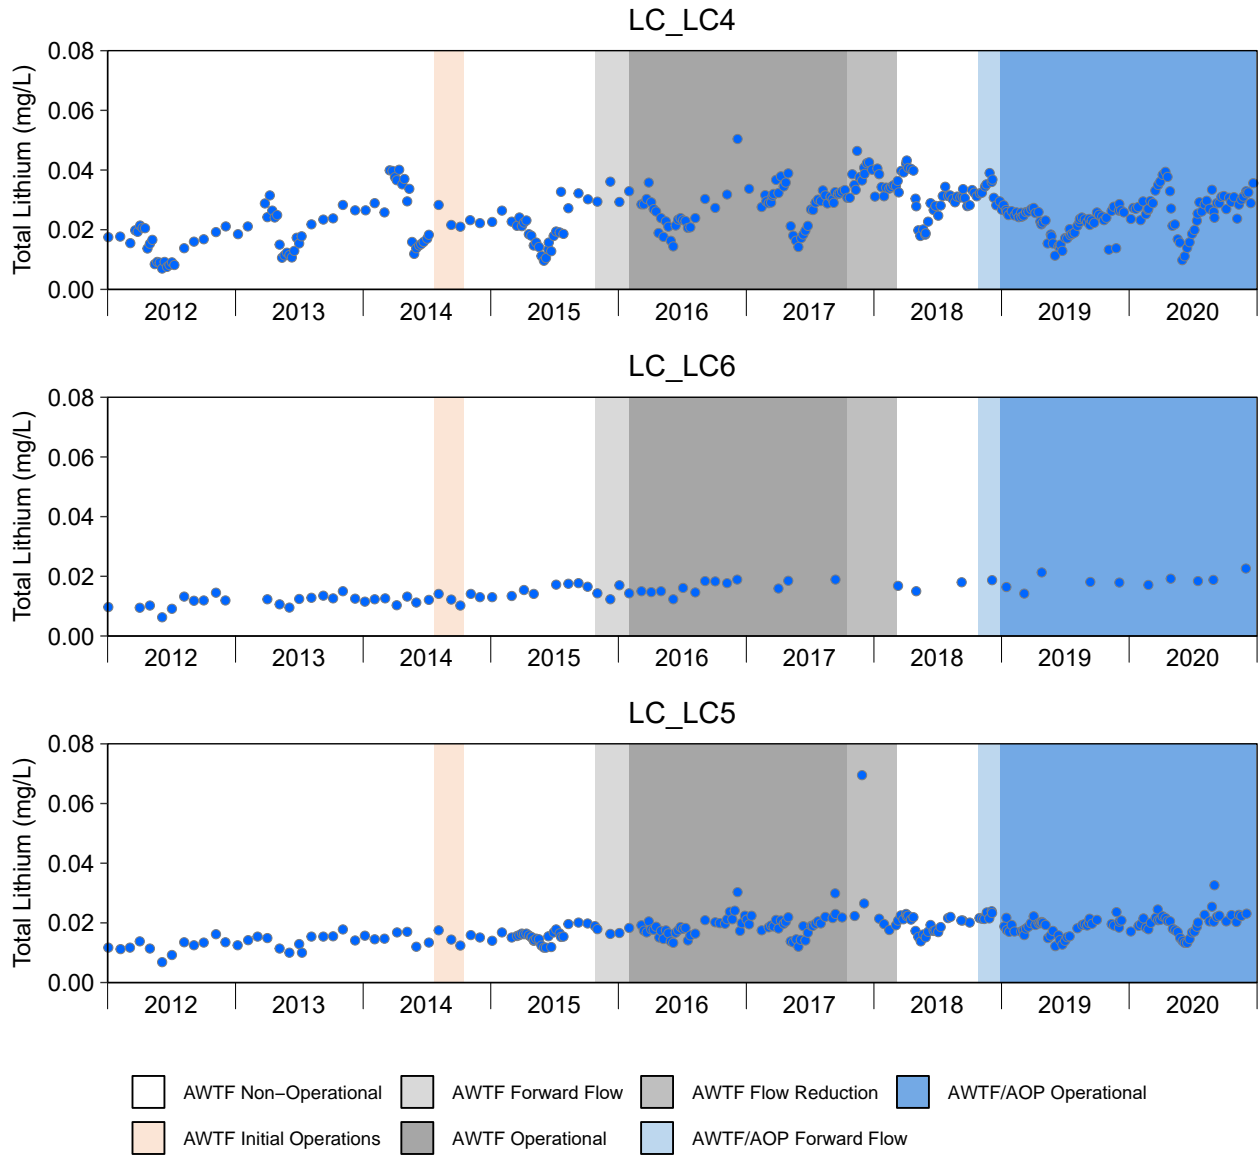 LC_LC4
Total Lithium (mg/L)
0.08
0.06
0.04
0.02
0.00
2012 2013 2014 2015 2016 2017 2018 2019 2020
LC_LC6
Total Lithium (mg/L)
0.08
0.06
0.04
0.02
0.00
2012 2013 2014 2015 2016 2017 2018 2019 2020
LC_LC5
Total Lithium (mg/L)
0.08
0.06
0.04
0.02
0.00
2012 2013 2014 2015 2016 2017 2018 2019 2020
AWTF Non−Operational AWTF Forward Flow AWTF Flow Reduction AWTF/AOP Operational
AWTF Initial Operations AWTF Operational AWTF/AOP Forward Flow